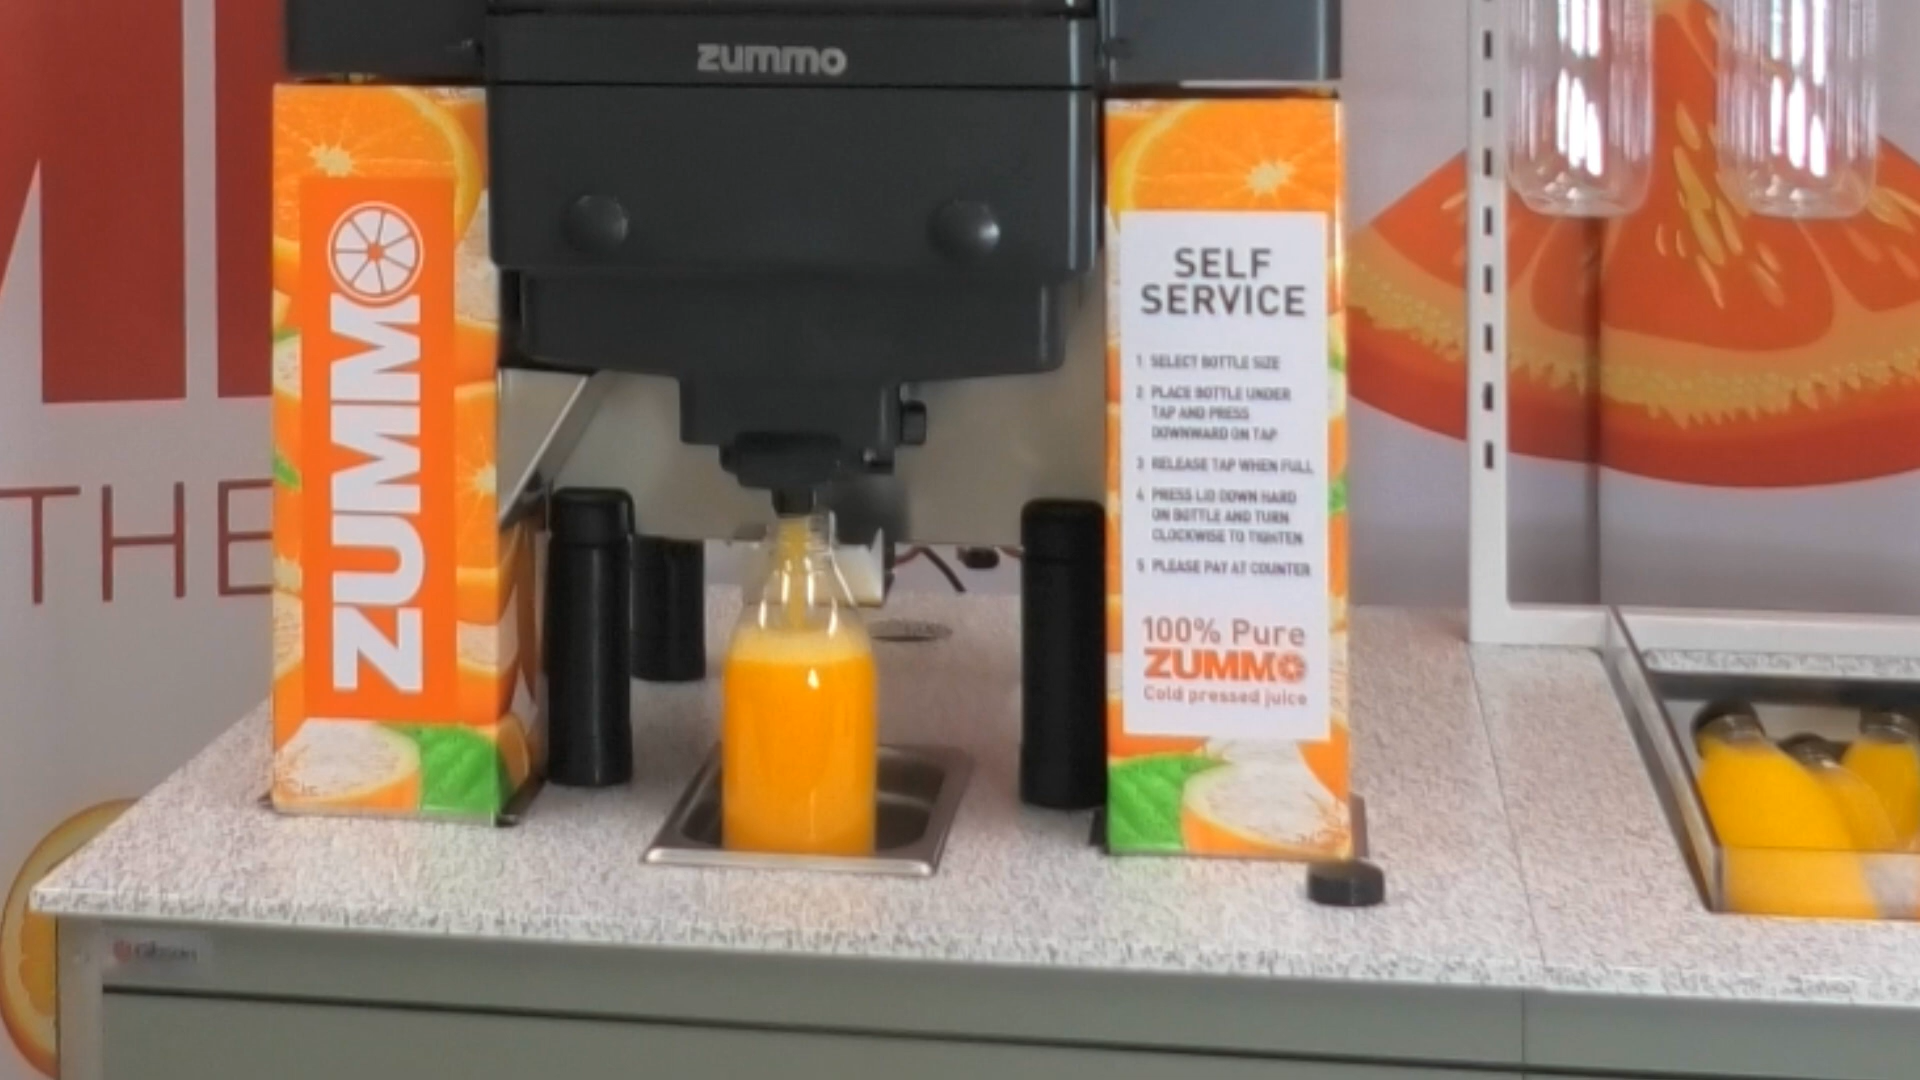 zummo
ZUMMO
THE
SELF
SERVICE
1 SELECT BOTTLE SIZE
2 PLACE BOTTLE UNDER
TAP AND PRESS
DOWNWARD ON TAP
3 RELEASE TAP WHEN FULL
4 PRESS LID DOWN HARD
ON BOTTLE AND TURN
CLOCKWISE TO TIGHTEN
5 PLEASE PAY AT COUNTER
100% Pure
ZUMMO
Cold pressed juice
Gibson